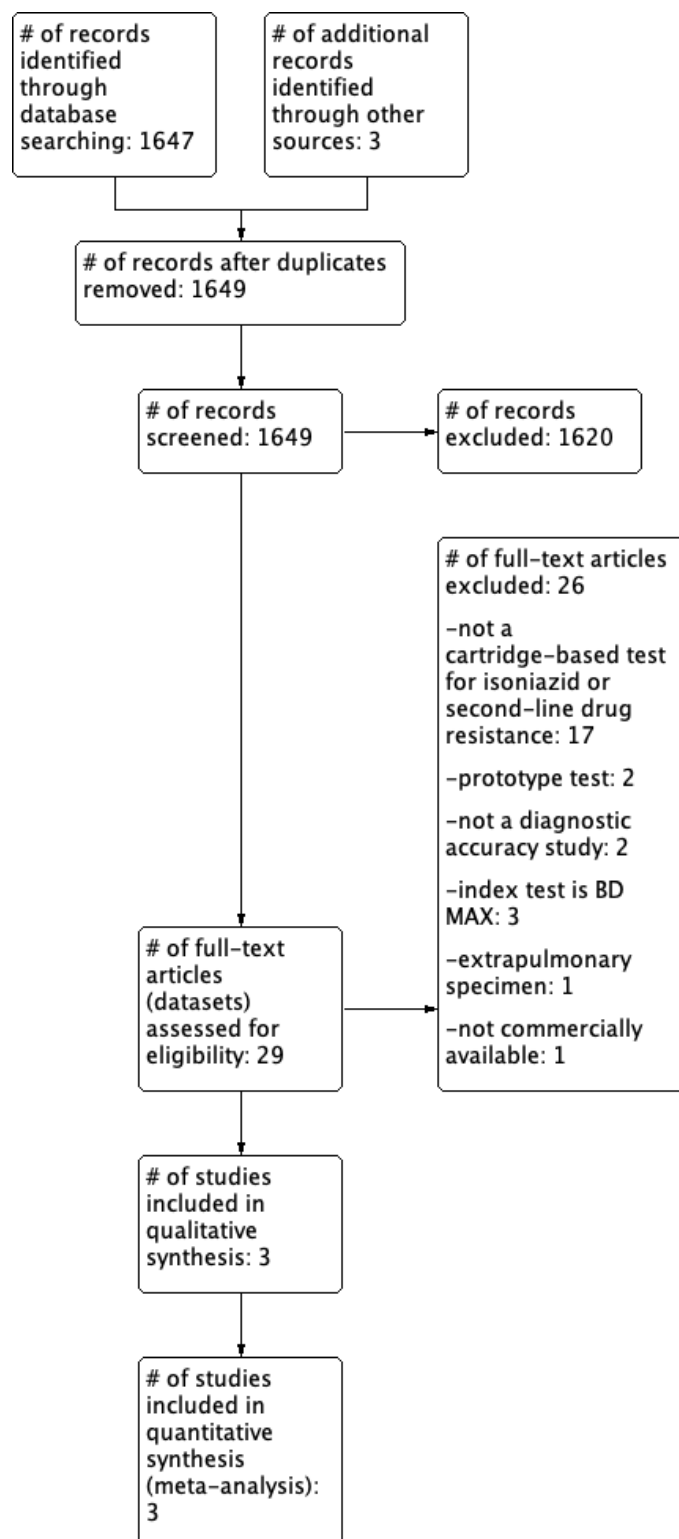 # of records
identified
through
database
searching: 1647
# of additional
records
identified
through other
sources: 3
# of records after duplicates
removed: 1649
# of records
screened: 1649
# of records
excluded: 1620
# of full-text articles
excluded: 26
-not a
cartridge-based test
for isoniazid or
second-line drug
resistance: 17
-prototype test: 2
-not a diagnostic
accuracy study: 2
-index test is BD
MAX: 3
-extrapulmonary
specimen: 1
-not commercially
available: 1
# of full-text
articles
(datasets)
assessed for
eligibility: 29
# of studies
included in
qualitative
synthesis: 3
# of studies
included in
quantitative
synthesis
(meta-analysis):
3